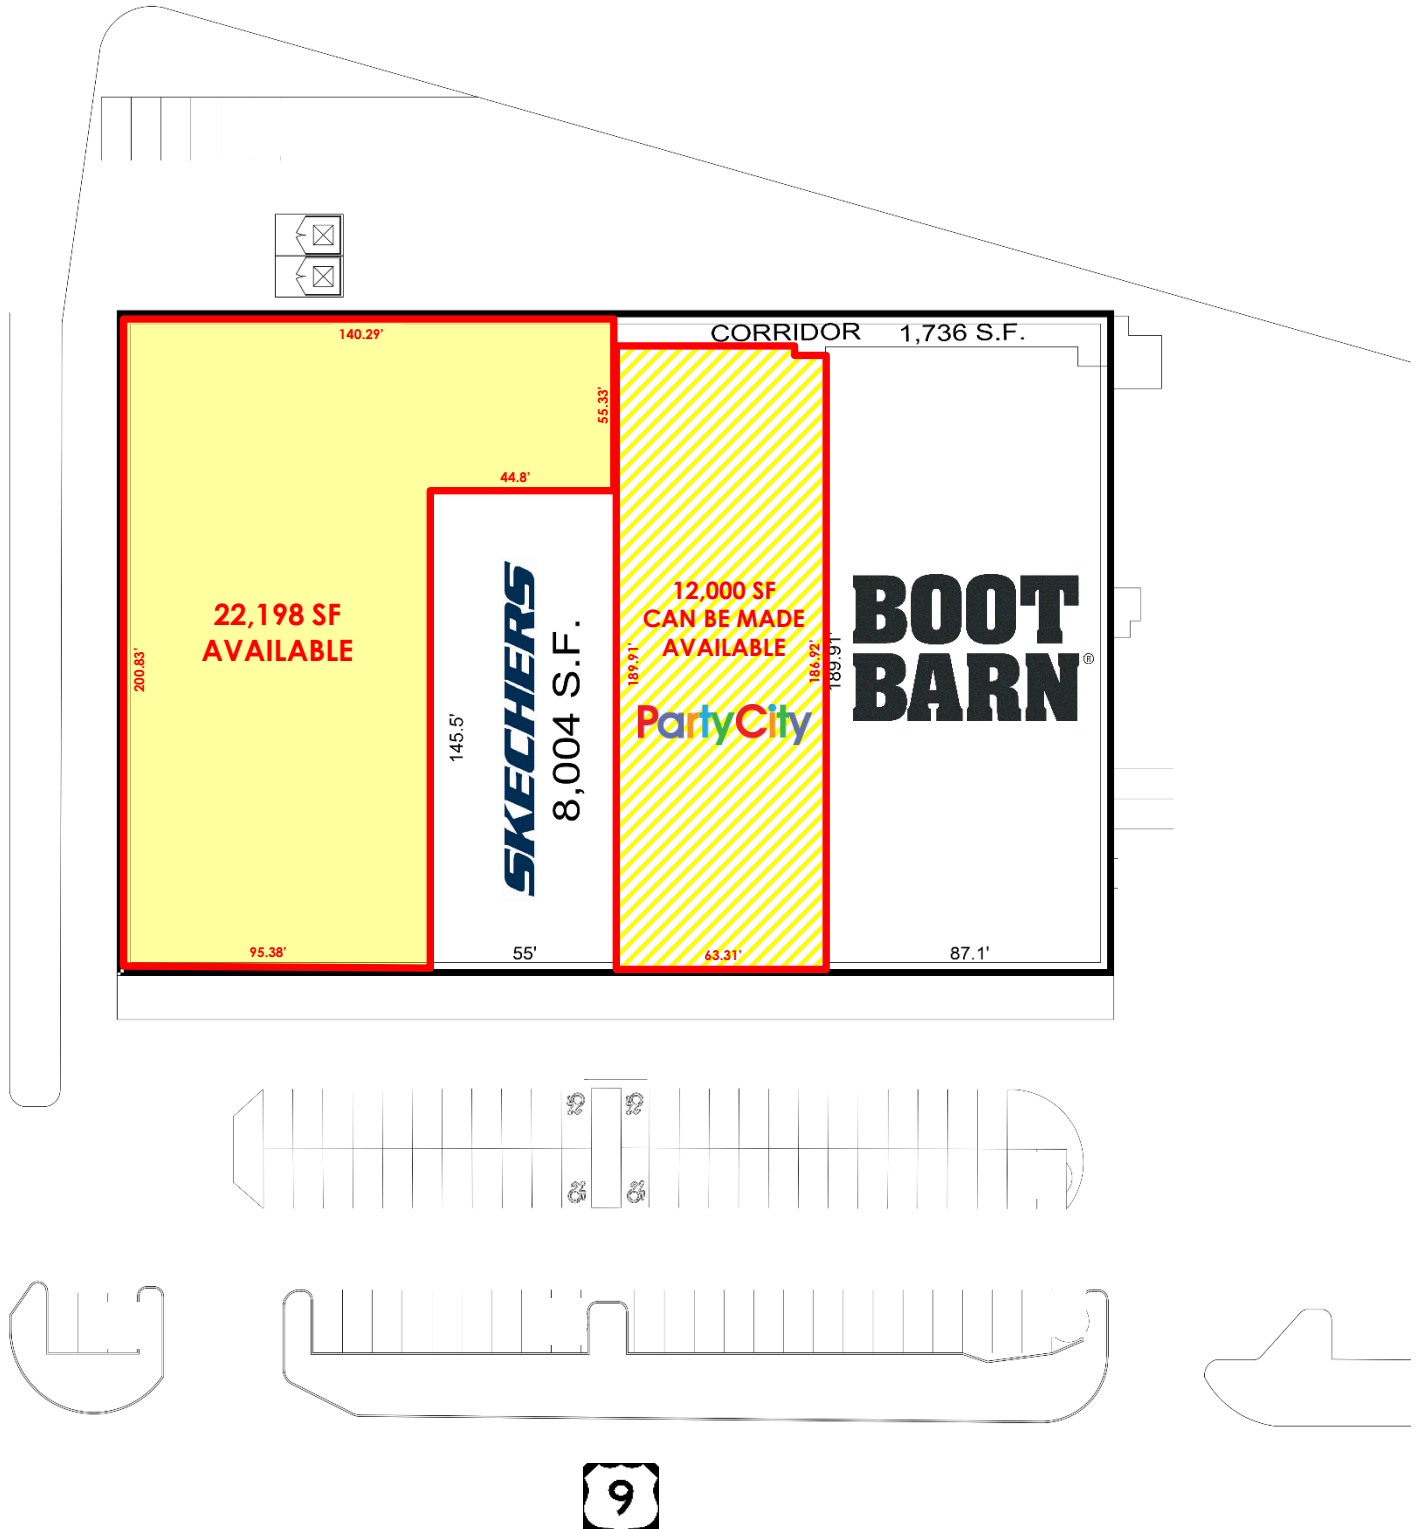 CORRIDOR 1,736 S.F.
140.29'
55.33'
44.8'
22,198 SF
AVAILABLE
200.83'
95.38'
SKECHERS
8,004 S.F.
145.5'
55'
12,000 SF
CAN BE MADE
AVAILABLE
189.91'
186.92'
PartyCity
63.31'
189.91'
BOOT
BARN®
87.1'
9